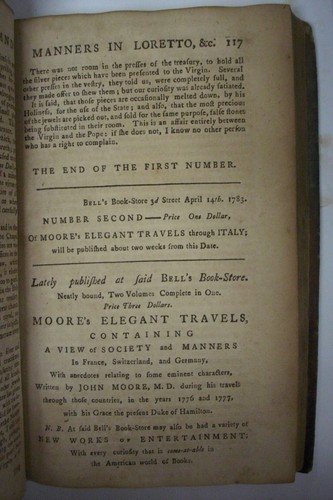 MANNERS IN LORETTO, &c. 117
There was not room in the presses of the treasury, to hold all
the silver pieces which have been presented to the Virgin. Several
other presses in the vestry, they told us, were completely full, and
they made offer to shew them; but our curiosity was already satisfied.
It is said, that those pieces are occasionally melted down, by his
Holiness, for the use of the State; and also, that the most precious
of the jewels are picked out, and sold for the same purpose, false stones
being substituted in their room. This is an affair entirely between
the Virgin and the Pope: if she does not, I know no other person
who has a right to complain.
THE END OF THE FIRST NUMBER.
BELL's Book-Store 3d Street April 14th. 1783.
NUMBER SECOND—Price One Dollar,
Of MOORE's ELEGANT TRAVELS through ITALY;
will be published about two weeks from this Date.
Lately published at said BELL's Book-Store.
Neatly bound, Two Volumes Complete in One.
Price Three Dollars.
MOORE's ELEGANT TRAVELS,
CONTAINING
A VIEW OF SOCIETY AND MANNERS
In France, Switzerland, and Germany.
With anecdotes relating to some eminent characters,
Written by JOHN MOORE, M.D. during his travels
through those countries, in the years 1776 and 1777.
with his Grace the present Duke of Hamilton.
N. B. At said Bell's Book-Store may also be had a variety of
NEW WORKS OF ENTERTAINMENT:
With every curiosity that is come-at-able in
the American world of Books.